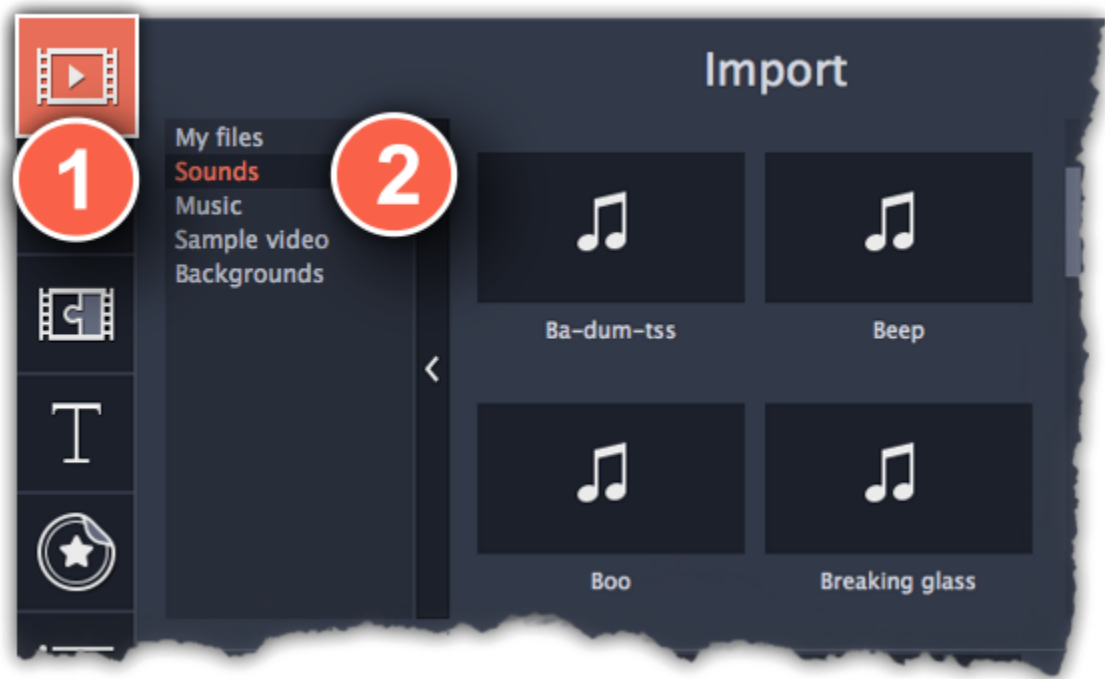 Import
1
2
My files
Sounds
Music
Sample video
Backgrounds
Ba-dum-tss
Beep
T
Boo
Breaking glass